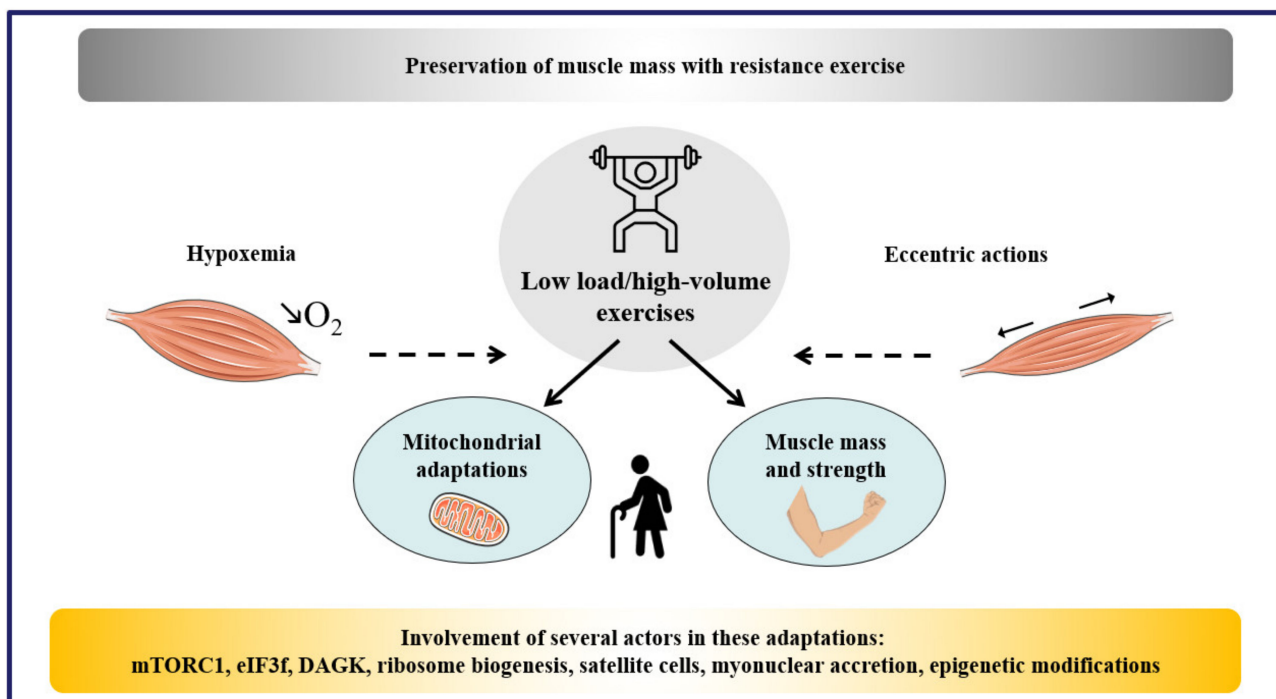 Preservation of muscle mass with resistance exercise
Hypoxemia
↘O₂
Low load/high-volume
exercises
Eccentric actions
Mitochondrial
adaptations
Muscle mass
and strength
Involvement of several actors in these adaptations:
mTORC1, eIF3f, DAGK, ribosome biogenesis, satellite cells, myonuclear accretion, epigenetic modifications